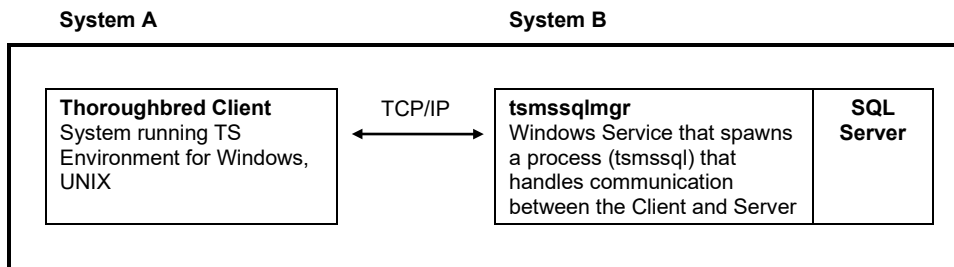 System A
System B
Thoroughbred Client
System running TS
Environment for Windows,
UNIX
TCP/IP
tsmssqlmgr
Windows Service that spawns
a process (tsmssql) that
handles communication
between the Client and Server
SQL
Server